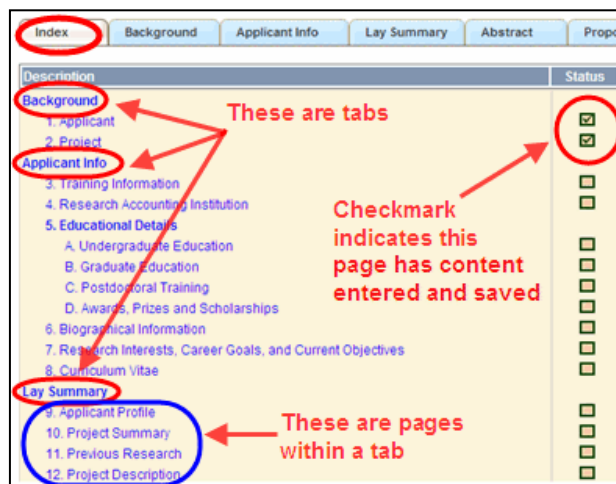 Index Background Applicant Info Lay Summary Abstract Propo
Description Status
Background
1. Applicant
2. Project
Applicant Info
3. Training Information
4. Research Accounting Institution
5. Educational Details
A. Undergraduate Education
B. Graduate Education
C. Postdoctoral Training
D. Awards, Prizes and Scholarships
6. Biographical Information
7. Research Interests, Career Goals, and Current Objectives
8. Curriculum Vitae
Lay Summary
9. Applicant Profile
10. Project Summary
11. Previous Research
12. Project Description
These are tabs
Checkmark
indicates this
page has content
entered and saved
These are pages
within a tab